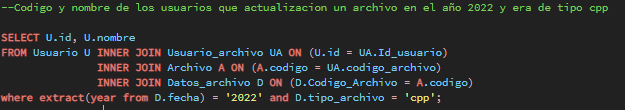 --Codigo y nombre de los usuarios que actualizacion un archivo en el año 2022 y era de tipo cpp
SELECT U.id, U.nombre
FROM Usuario U INNER JOIN Usuario_archivo UA ON (U.id = UA.Id_usuario)
INNER JOIN Archivo A ON (A.codigo = UA.codigo_archivo)
INNER JOIN Datos_archivo D ON (D.Codigo_Archivo = A.codigo)
where extract(year from D.fecha) = '2022' and D.tipo_archivo = 'cpp';